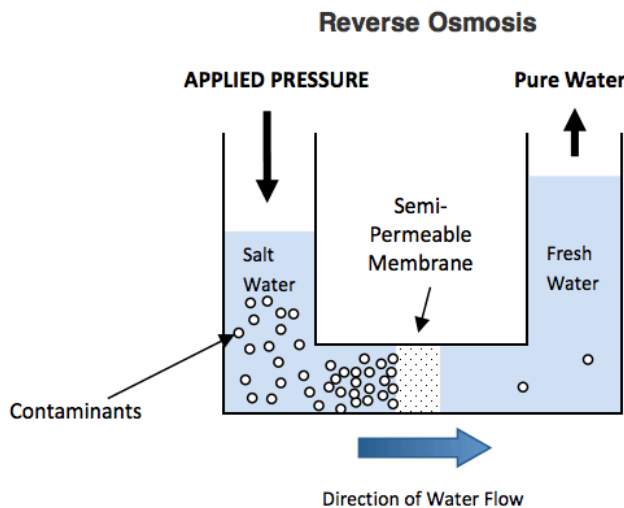 Reverse Osmosis
APPLIED PRESSURE
Pure Water
Semi-
Permeable
Membrane
Salt
Water
Fresh
Water
Contaminants
Direction of Water Flow